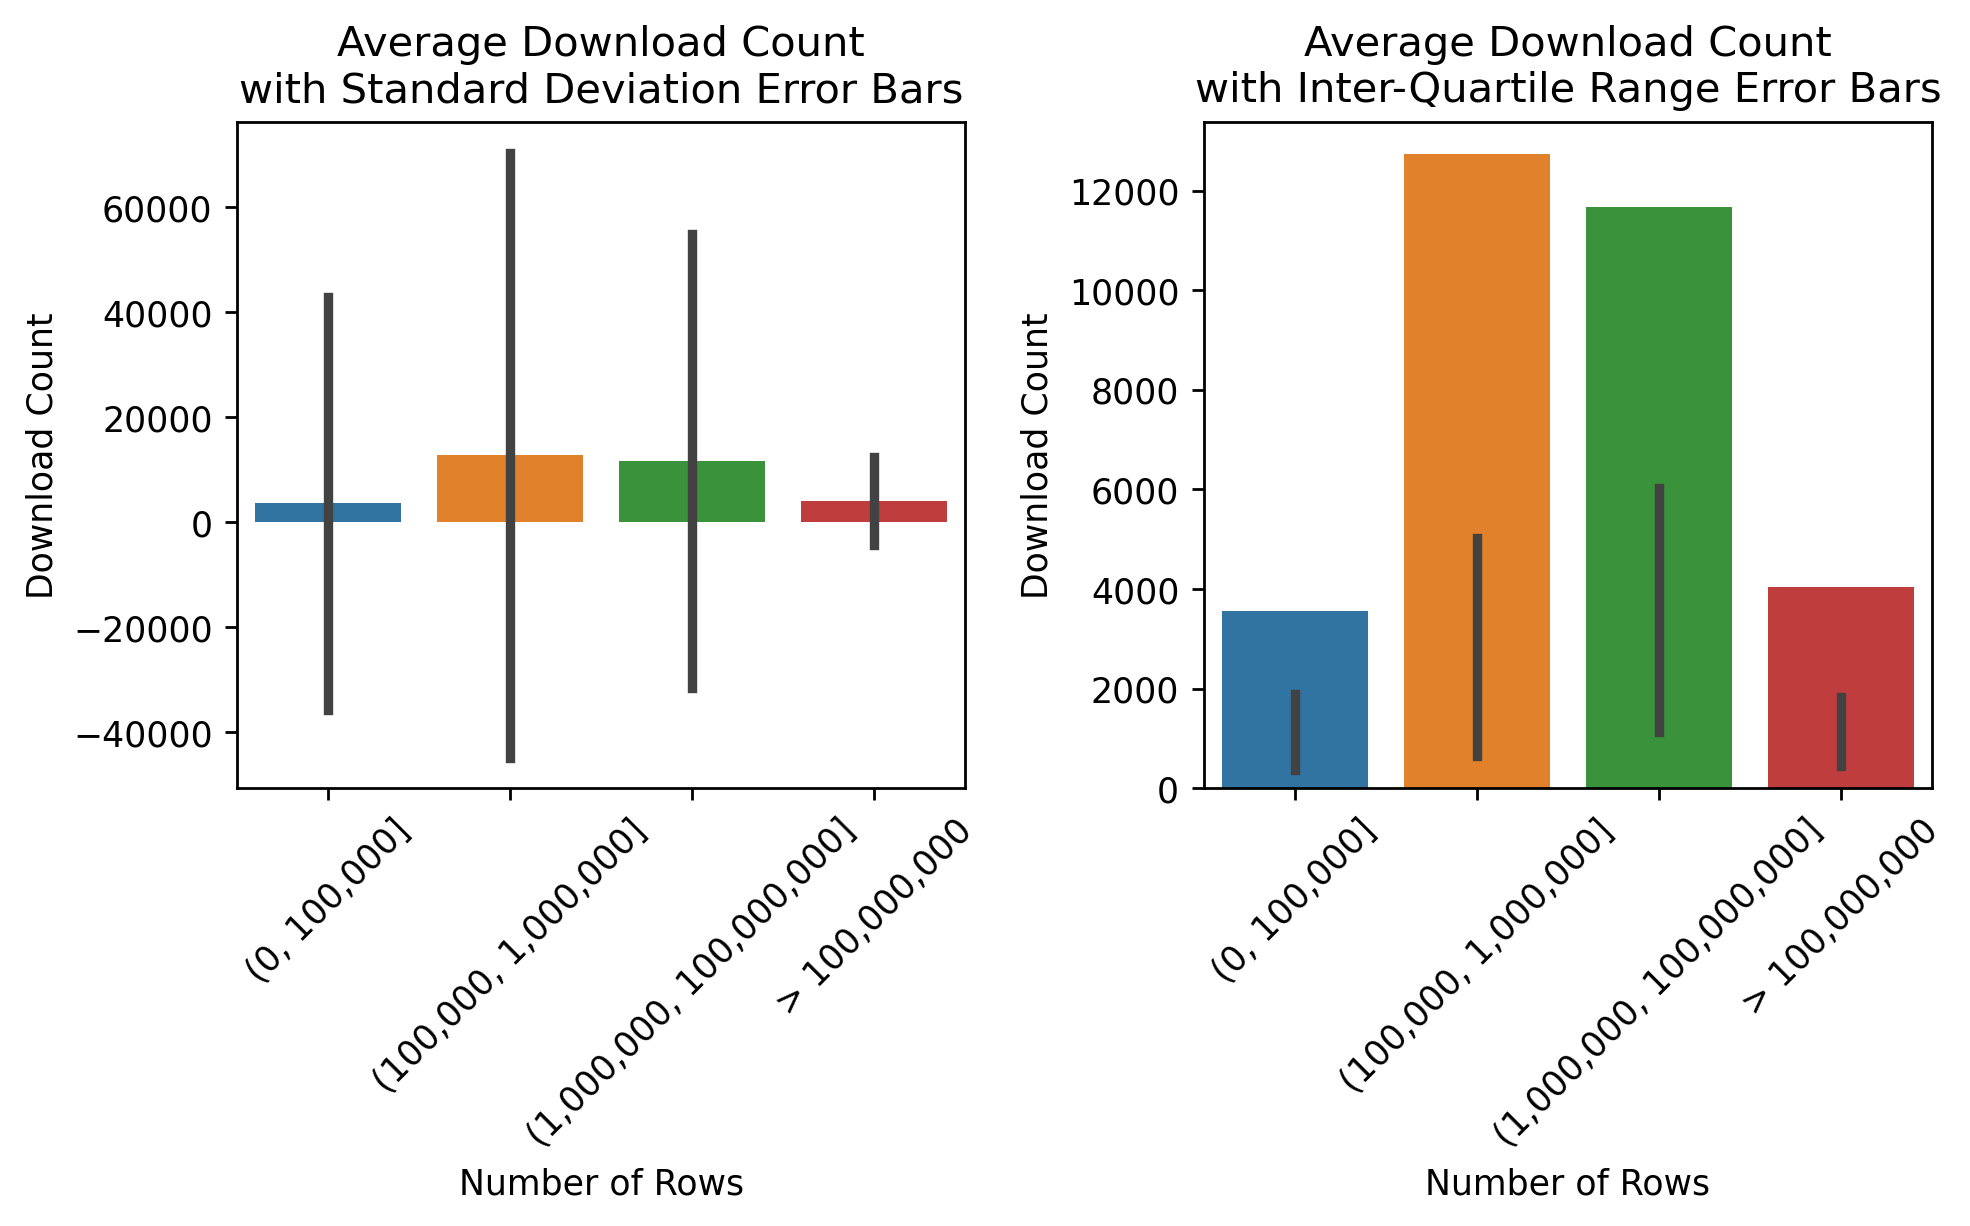 Average Download Count
with Standard Deviation Error Bars
60000
40000
20000
0
−20000
−40000
Download Count
(0, 100,000]
(100,000, 1,000,000]
(1,000,000, 100,000,000]
> 100,000,000
Number of Rows
Average Download Count
with Inter-Quartile Range Error Bars
12000
10000
8000
6000
4000
2000
0
Download Count
(0, 100,000]
(100,000, 1,000,000]
(1,000,000, 100,000,000]
> 100,000,000
Number of Rows